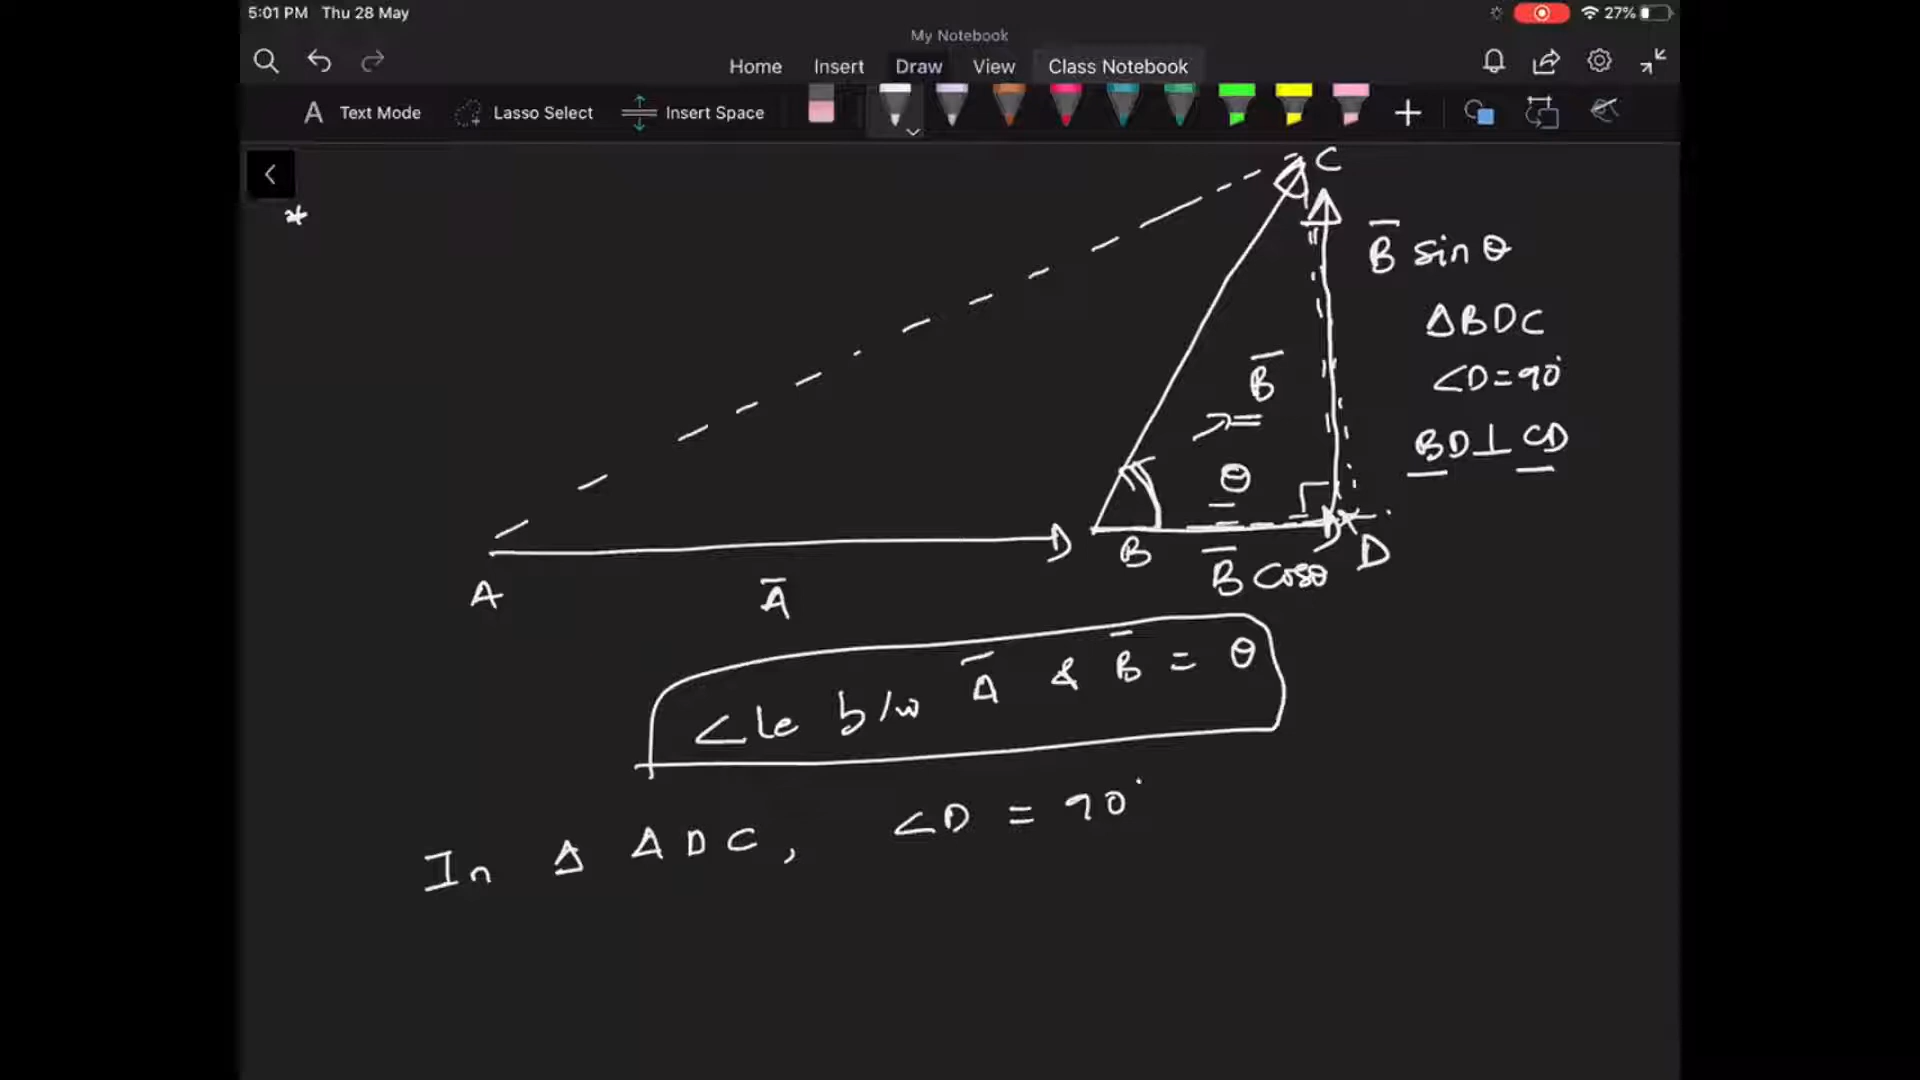 5:01 PM Thu 28 May
27%
My Notebook
Home Insert Draw View Class Notebook
A Text Mode Lasso Select Insert Space
*
C
B̅ sin θ
△BDC
∠D=90°
BD⊥CD
B̅
θ
A
A̅
B
B̅ cosθ
D
∠le b/w A̅ & B̅ = θ
In △ ADC, ∠D = 90°